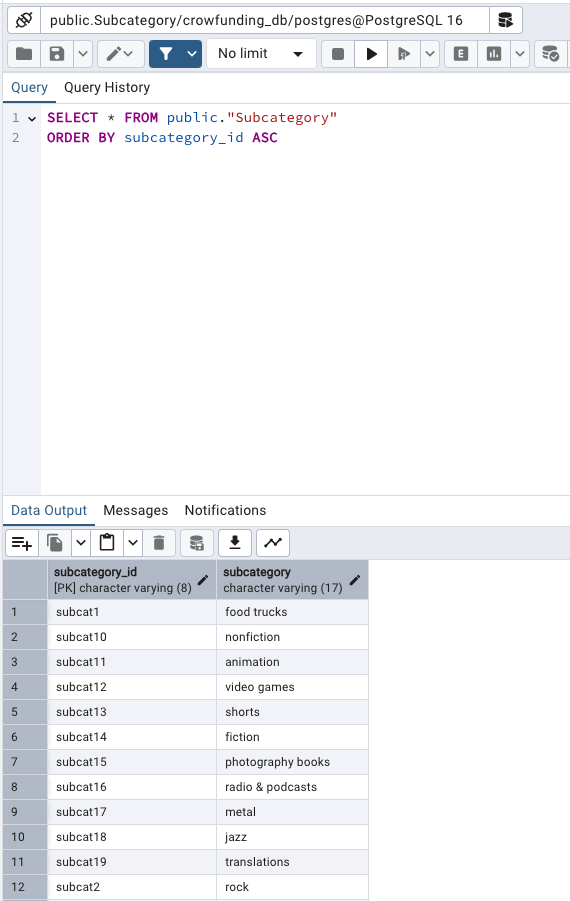 public.Subcategory/crowfunding_db/postgres@PostgreSQL 16
No limit
E
Query Query History
1 SELECT * FROM public."Subcategory"
2 ORDER BY subcategory_id ASC
Data Output Messages Notifications
subcategory_id subcategory
[PK] character varying (8) character varying (17)
1 subcat1 food trucks
2 subcat10 nonfiction
3 subcat11 animation
4 subcat12 video games
5 subcat13 shorts
6 subcat14 fiction
7 subcat15 photography books
8 subcat16 radio & podcasts
9 subcat17 metal
10 subcat18 jazz
11 subcat19 translations
12 subcat2 rock